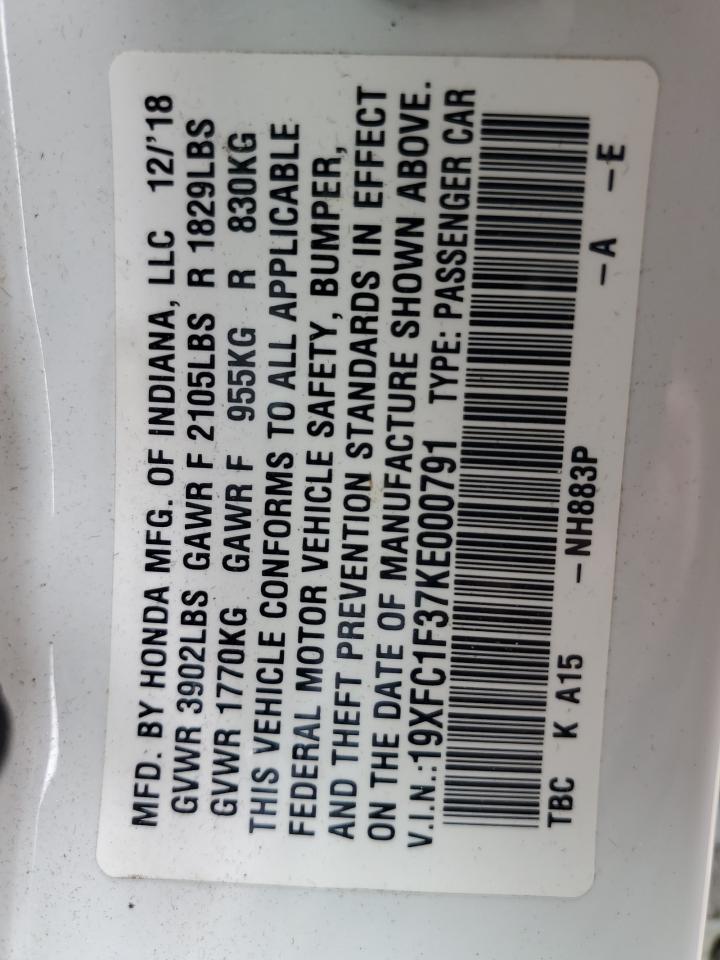 MFD. BY HONDA MFG. OF INDIANA, LLC 12/'18
GVWR 3902LBS GAWR F 2105LBS R 1829LBS
GVWR 1770KG GAWR F 955KG R 830KG
THIS VEHICLE CONFORMS TO ALL APPLICABLE
FEDERAL MOTOR VEHICLE SAFETY, BUMPER,
AND THEFT PREVENTION STANDARDS IN EFFECT
ON THE DATE OF MANUFACTURE SHOWN ABOVE.
V.I.N.:19XFC1F37KE000791 TYPE: PASSENGER CAR
TBC K A15 –NH883P –A –E